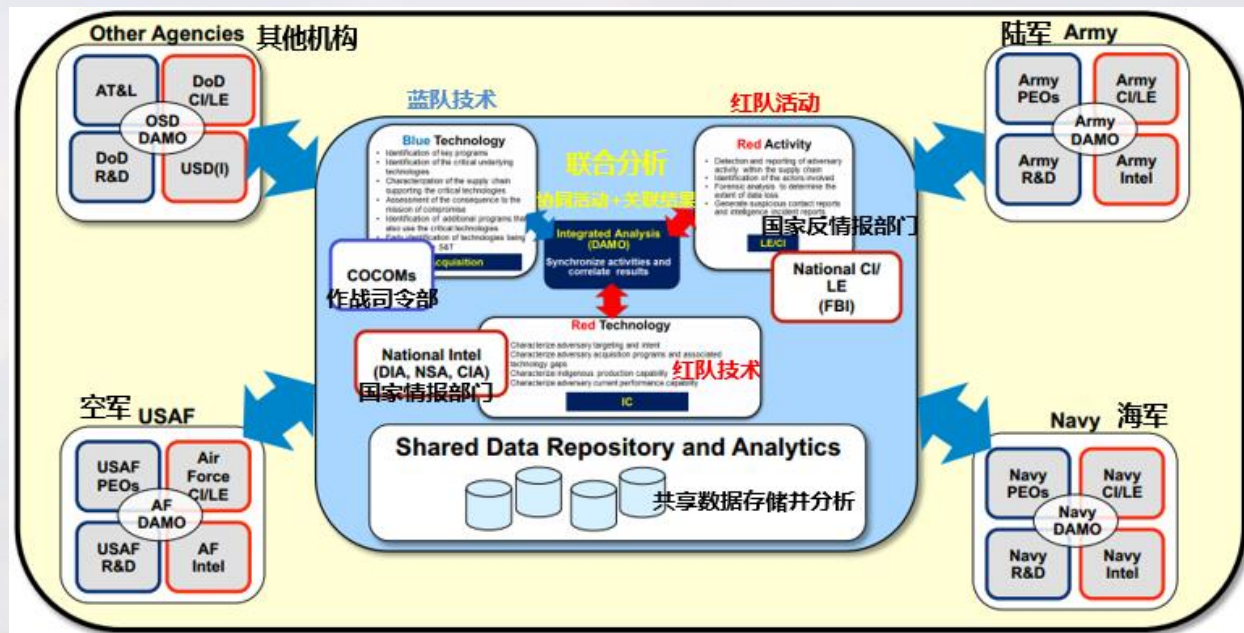 Other Agencies 其他机构
AT&L
DoD
CI/LE
OSD
DAMO
DoD
R&D
USD(I)
陆军 Army
Army
PEOs
Army
CI/LE
Army
DAMO
Army
R&D
Army
Intel
蓝队技术
Blue Technology
• Identification of key programs
• Identification of the critical underlying
technologies
• Characterization of the supply chain
supporting the critical technologies
• Assessment of the consequence to the
mission of compromise
• Identification of additional programs that
also use the critical technologies
• Early identification of technologies being
S&T
cquisition
COCOMs
作战司令部
联合分析
协同活动+关联结果
Integrated Analysis
(DAMO)
Synchronize activities and
correlate results
红队活动
Red Activity
• Detection and reporting of adversary
activity within the supply chain
• Identification of the actors involved
• Forensic analysis to determine the
extent of data loss
• Generate suspicious contact reports
and intelligence incident reports
国家反情报部门
LE/CI
National CI/
LE
(FBI)
Red Technology
Characterize adversary targeting and intent
Characterize adversary acquisition programs and associated
technology gaps
Characterize indigenous production capability
Characterize adversary current performance capability
红队技术
IC
National Intel
(DIA, NSA, CIA)
国家情报部门
Shared Data Repository and Analytics
共享数据存储并分析
空军 USAF
USAF
PEOs
Air
Force
CI/LE
AF
DAMO
USAF
R&D
AF
Intel
Navy 海军
Navy
PEOs
Navy
CI/LE
Navy
DAMO
Navy
R&D
Navy
Intel